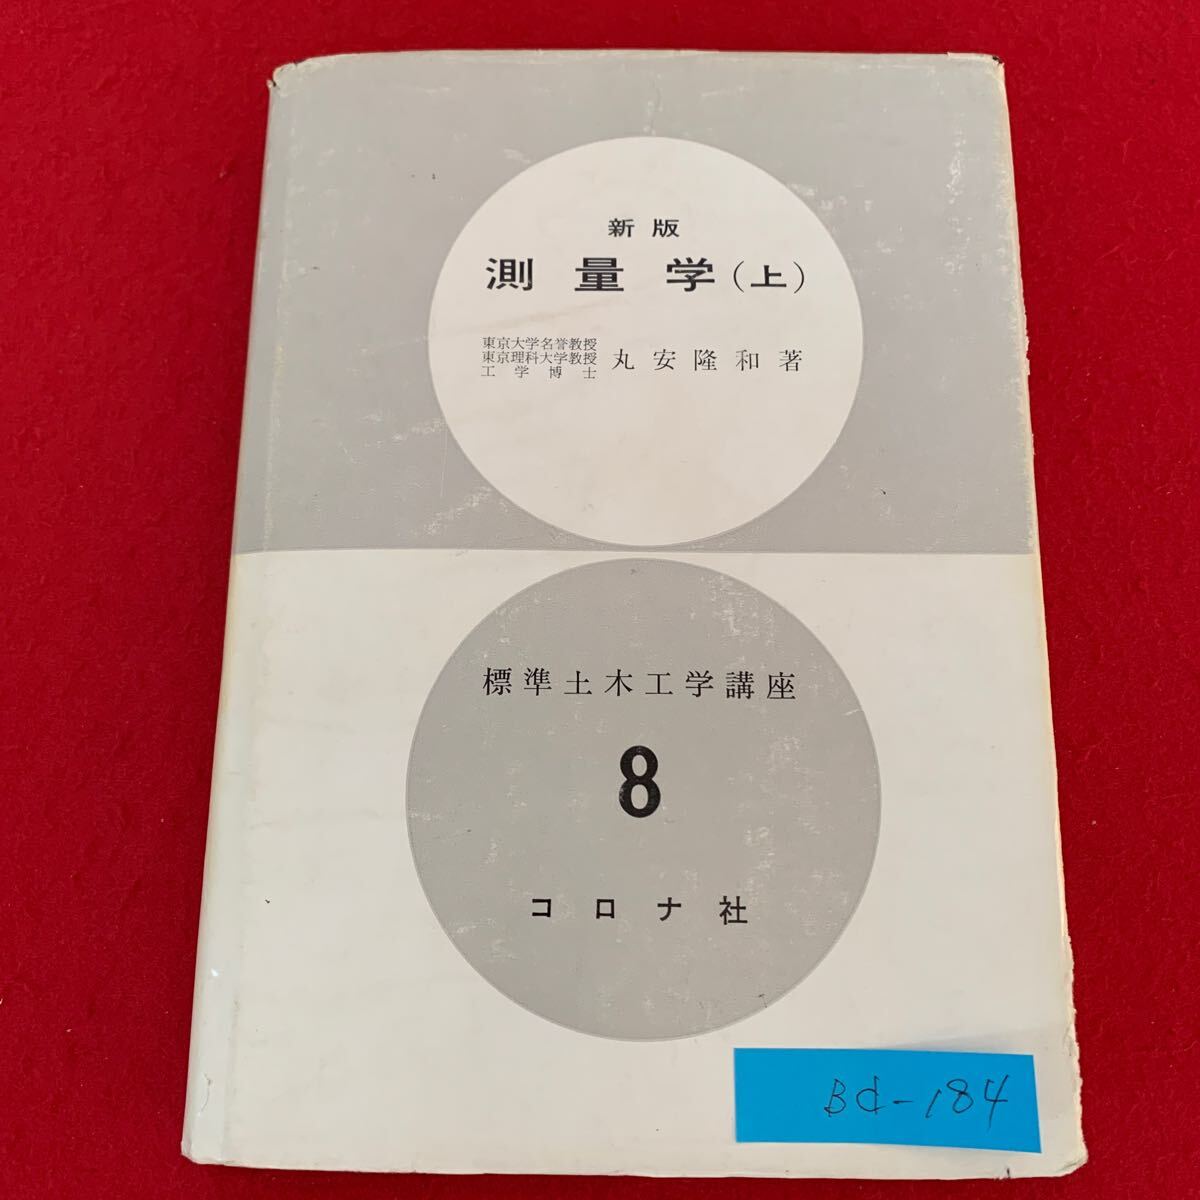 新版
測量学(上)
東京大学名誉教授
東京理科大学教授
工学博士
丸安隆和著
標準土木工学講座
8
コロナ社
Bd-184